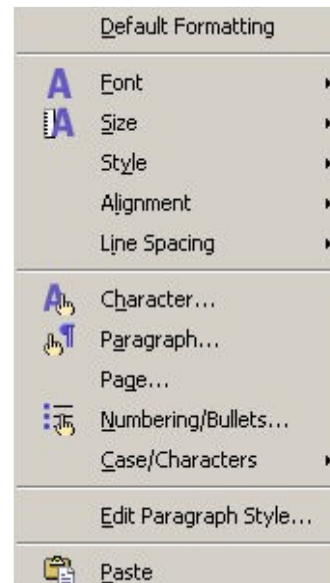 Default Formatting
Font
Size
Style
Alignment
Line Spacing
Character...
Paragraph...
Page...
Numbering/Bullets...
Case/Characters
Edit Paragraph Style...
Paste